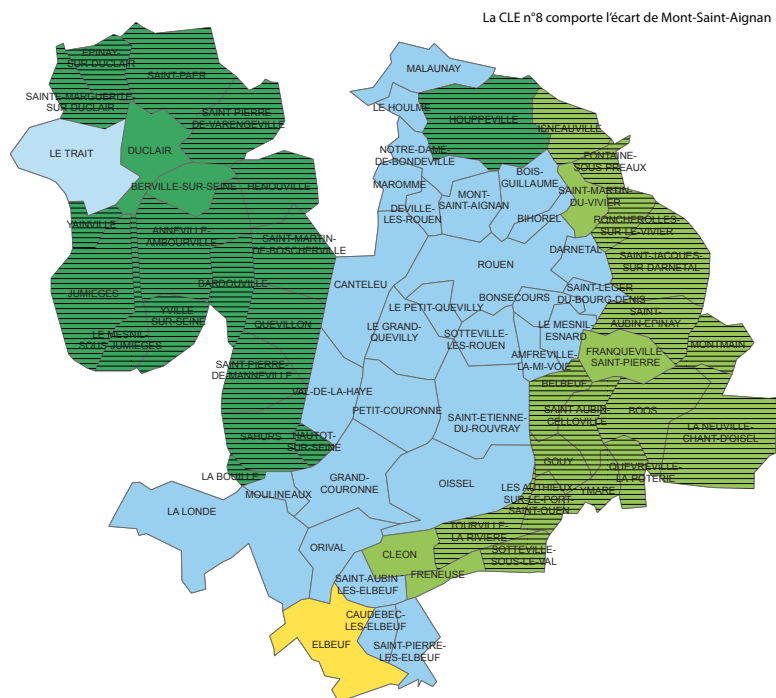 La CLE n°8 comporte l'écart de Mont-Saint-Aignan
EPINAY-
SUR DUCLAIR
SAINT-PAER
SAINTE-MARGUERITE-
SUR DUCLAIR
SAINT PIERRE
DE-VARENGEVILLE
LE TRAIT
DUCLAIR
BERVILLE-SUR-SEINE
HENOUVILLE
YAINVILLE
ANNEVILLE-
AMBOURVILLE
SAINT-MARTIN
DE-BOSCHERVILLE
BARDOUVILLE
JUMIEGES
YVILLE
SUR-SEINE
LE MESNIL-
SOUS-JUMIEGES
QUEVILLON
SAINT-PIERRE-
DE-MANNEVILLE
VAL-DE-LA-HAYE
SAHURS
HAUTOT-
SUR-SEINE
LA BOUILLE
MALAUNAY
LE HOULME
HOUPPEVILLE
ISNEAUVILLE
NOTRE-DAME-
DE-BONDEVILLE
FONTAINE-
SOUS-PREAUX
BOIS-
GUILLAUME
MAROMME
MONT-
SAINT-AIGNAN
SAINT-MARTIN-
DU-VIVIER
DEVILLE-
LES-ROUEN
BIHOREL
RONCHEROLLES-
SUR-LE-VIVIER
DARNETAL
SAINT-JACQUES-
SUR-DARNETAL
ROUEN
CANTELEU
SAINT-LEGER
DU-BOURG-DENIS
LE PETIT-QUEVILLY
BONSECOURS
SAINT-
AUBIN-EPINAY
LE GRAND-
QUEVILLY
SOTTEVILLE-
LES-ROUEN
LE MESNIL-
ESNARD
AMFREVILLE-
LA-MI-VOIE
FRANQUEVILLE
SAINT-PIERRE
MONTMAIN
BELBEUF
PETIT-COURONNE
SAINT-ETIENNE-
DU-ROUVRAY
SAINT AUBIN-
CELLOVILLE
BOOS
LA NEUVILLE-
CHANT-D'OISEL
GOUY
QUEVREVILLE-
LA POTERIE
YMARE
LES AUTHIEUX-
SUR-LE-PORT-
SAINT-OUEN
GRAND-
COURONNE
OISSEL
MOULINEAUX
LA LONDE
TOURVILLE-
LA RIVIERE
SOTTEVILLE-
SOUS-LE-VAL
ORIVAL
CLEON
FRENEUSE
SAINT-AUBIN
LES-ELBEUF
CAUDEBEC-
LES-ELBEUF
ELBEUF
SAINT-PIERRE-
LES-ELBEUF